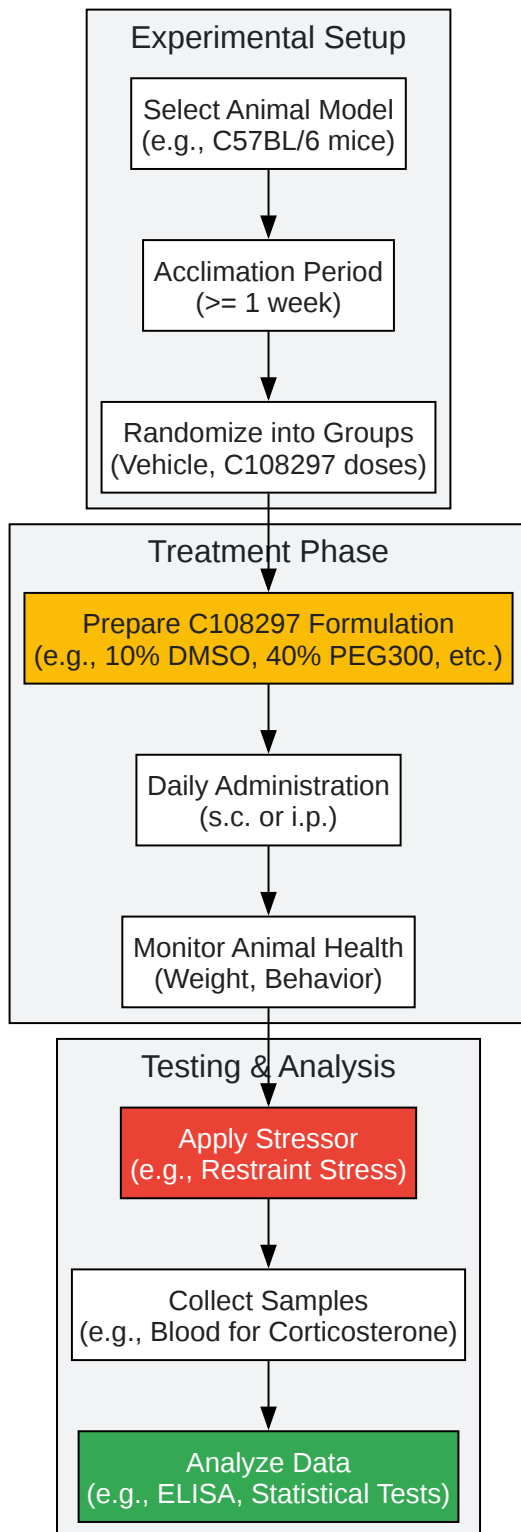 Experimental Setup
Select Animal Model
(e.g., C57BL/6 mice)
Acclimation Period
(>= 1 week)
Randomize into Groups
(Vehicle, C108297 doses)
Treatment Phase
Prepare C108297 Formulation
(e.g., 10% DMSO, 40% PEG300, etc.)
Daily Administration
(s.c. or i.p.)
Monitor Animal Health
(Weight, Behavior)
Testing & Analysis
Apply Stressor
(e.g., Restraint Stress)
Collect Samples
(e.g., Blood for Corticosterone)
Analyze Data
(e.g., ELISA, Statistical Tests)